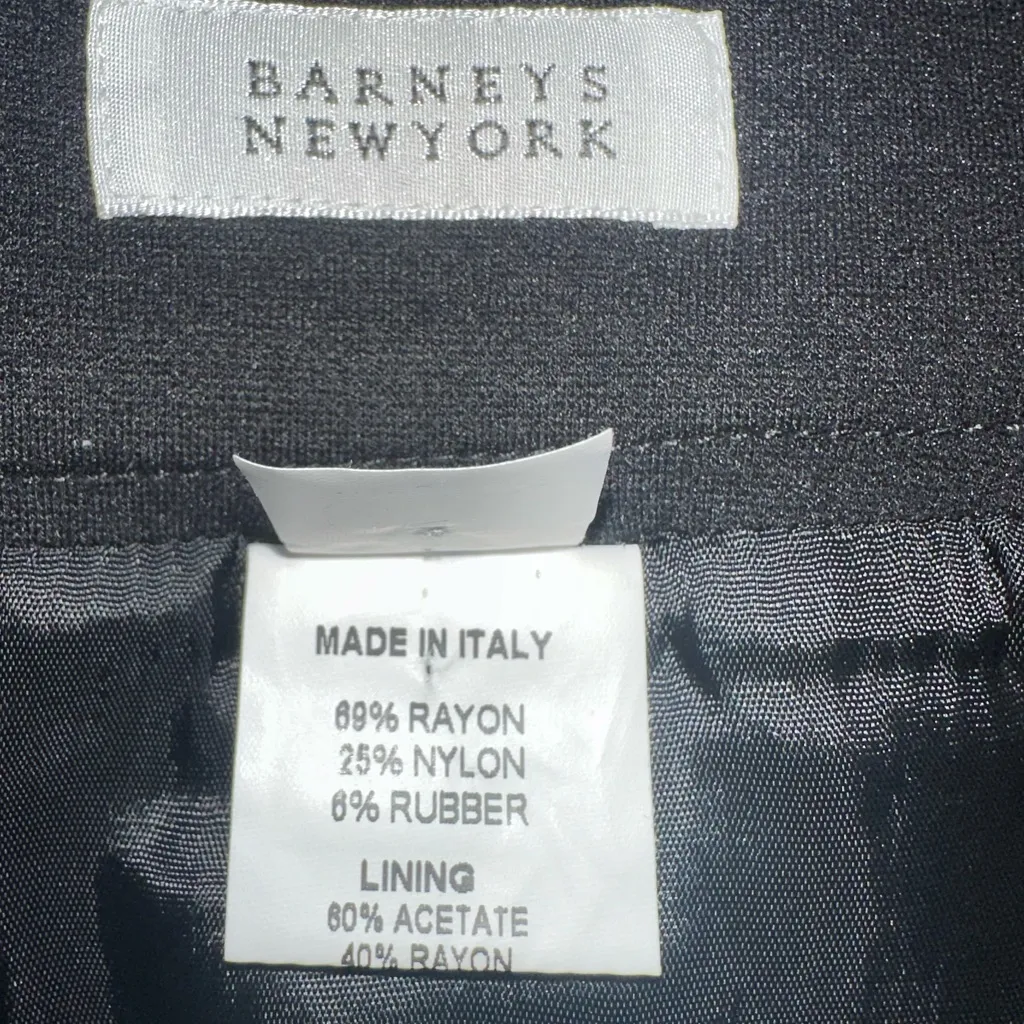 BARNEYS
NEWYORK
MADE IN ITALY
69% RAYON
25% NYLON
6% RUBBER
LINING
60% ACETATE
40% RAYON